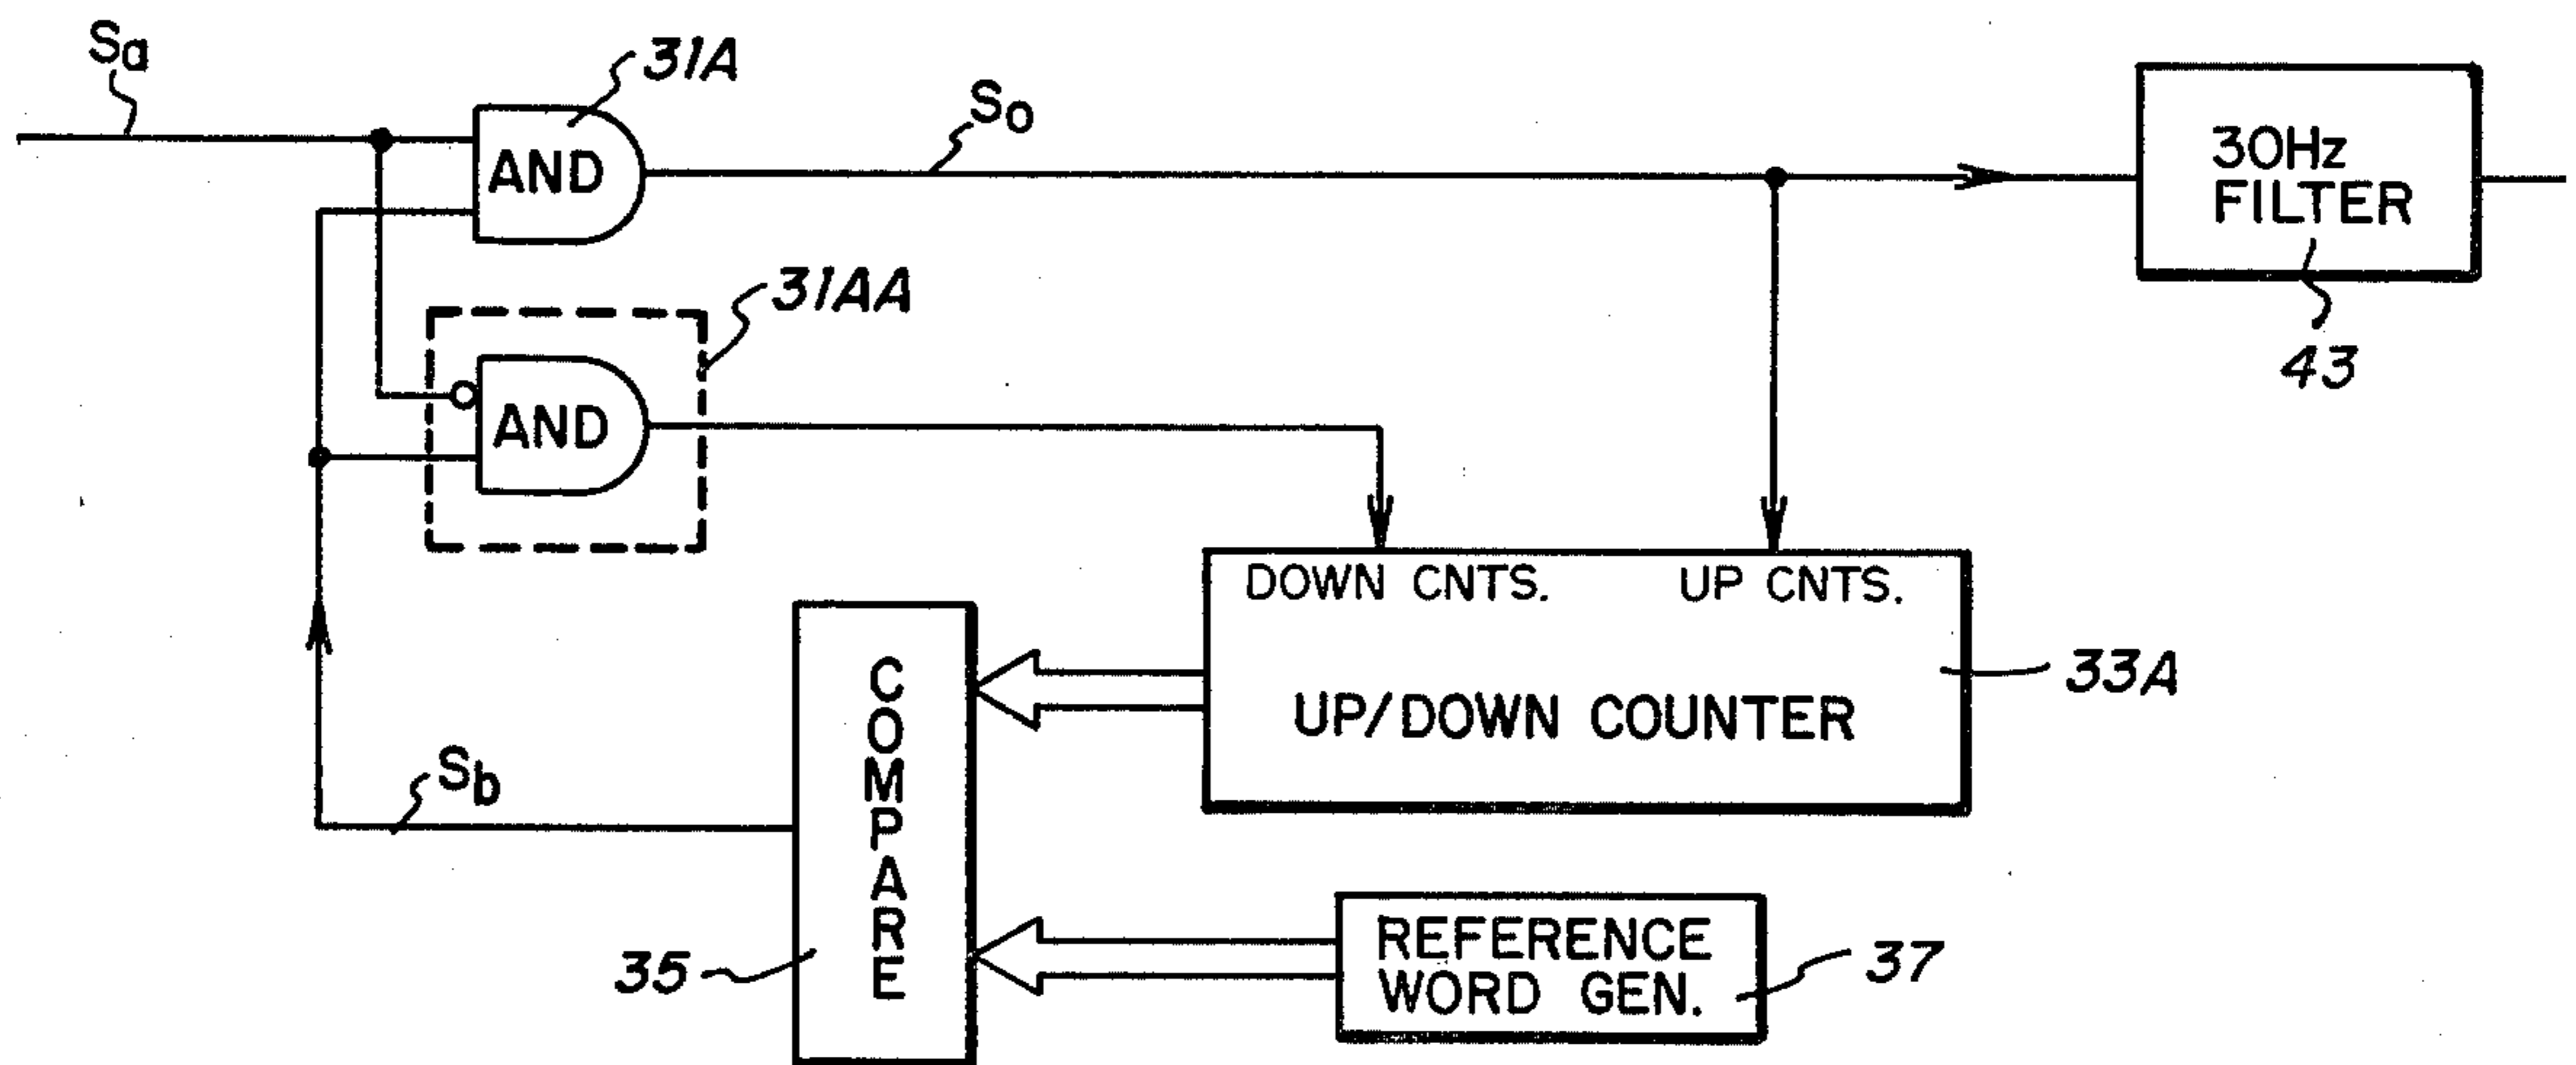 Sa
31A
AND
So
30Hz
FILTER
43
31AA
AND
DOWN CNTS.
UP CNTS.
UP/DOWN COUNTER
33A
COMPARE
35
Sb
REFERENCE
WORD GEN.
37